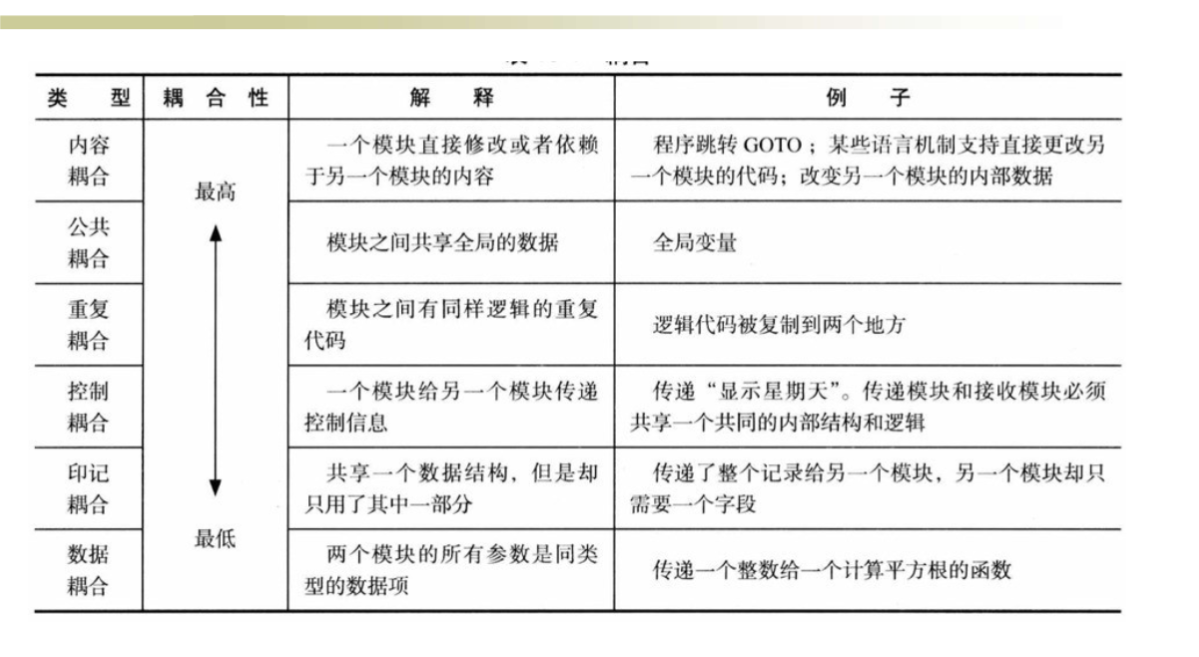 类 型 耦 合 性 解 释 例 子
内容
耦合
最高
一个模块直接修改或者依赖
于另一个模块的内容
程序跳转 GOTO ；某些语言机制支持直接更改另
一个模块的代码；改变另一个模块的内部数据
公共
耦合
模块之间共享全局的数据
全局变量
重复
耦合
模块之间有同样逻辑的重复
代码
逻辑代码被复制到两个地方
控制
耦合
一个模块给另一个模块传递
控制信息
传递“显示星期天”。传递模块和接收模块必须
共享一个共同的内部结构和逻辑
印记
耦合
共享一个数据结构，但是却
只用了其中一部分
传递了整个记录给另一个模块，另一个模块却只
需要一个字段
数据
耦合
最低
两个模块的所有参数是同类
型的数据项
传递一个整数给一个计算平方根的函数